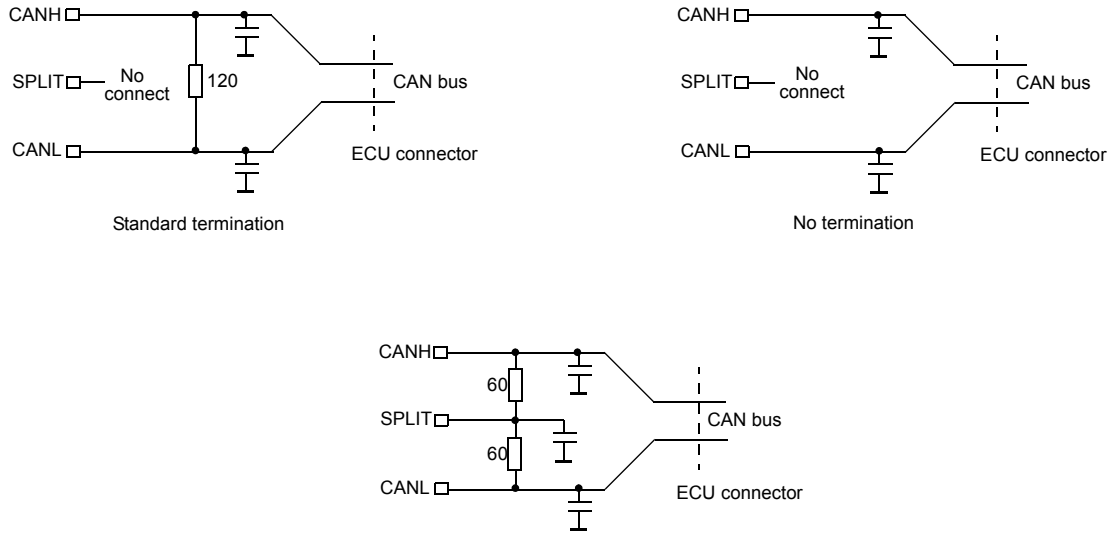 CANH
SPLIT
No
connect
120
CAN bus
CANL
ECU connector
Standard termination
CANH
SPLIT
No
connect
CAN bus
CANL
ECU connector
No termination
CANH
60
SPLIT
CAN bus
60
CANL
ECU connector